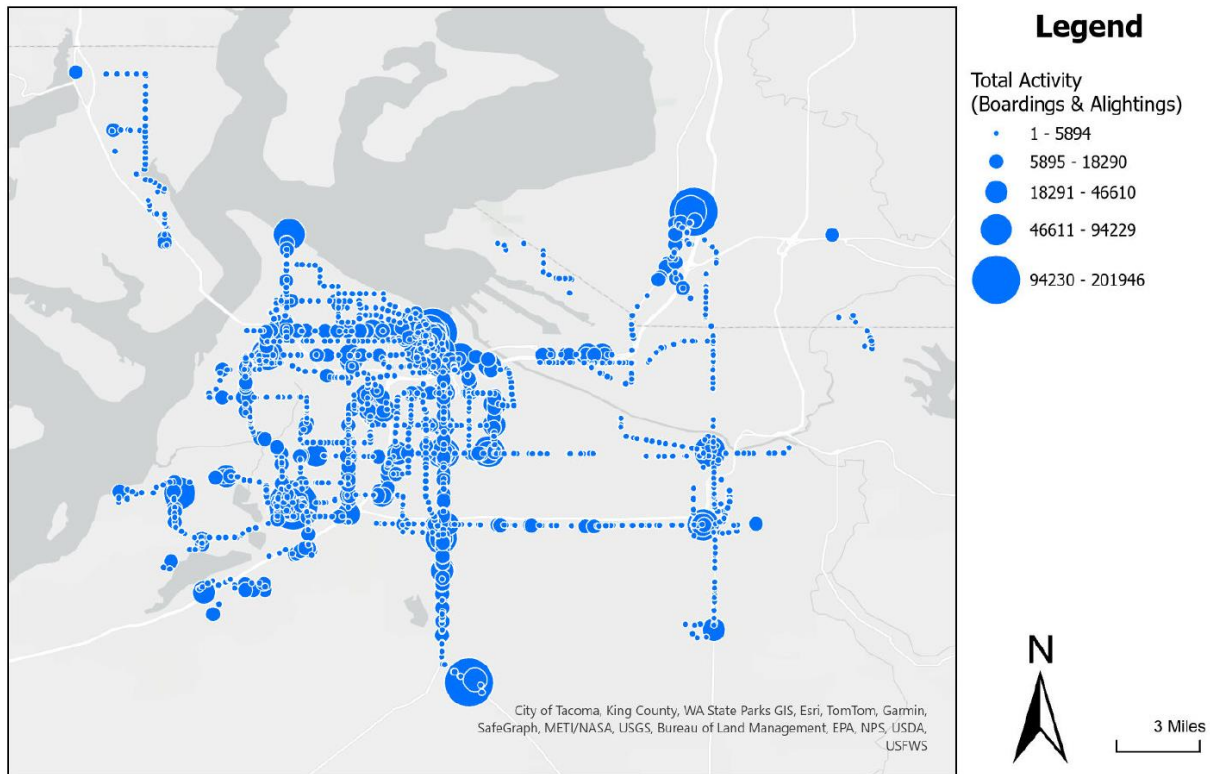 Legend
Total Activity
(Boardings & Alightings)
1 - 5894
5895 - 18290
18291 - 46610
46611 - 94229
94230 - 201946
N
3 Miles
City of Tacoma, King County, WA State Parks GIS, Esri, TomTom, Garmin,
SafeGraph, METI/NASA, USGS, Bureau of Land Management, EPA, NPS, USDA,
USFWS